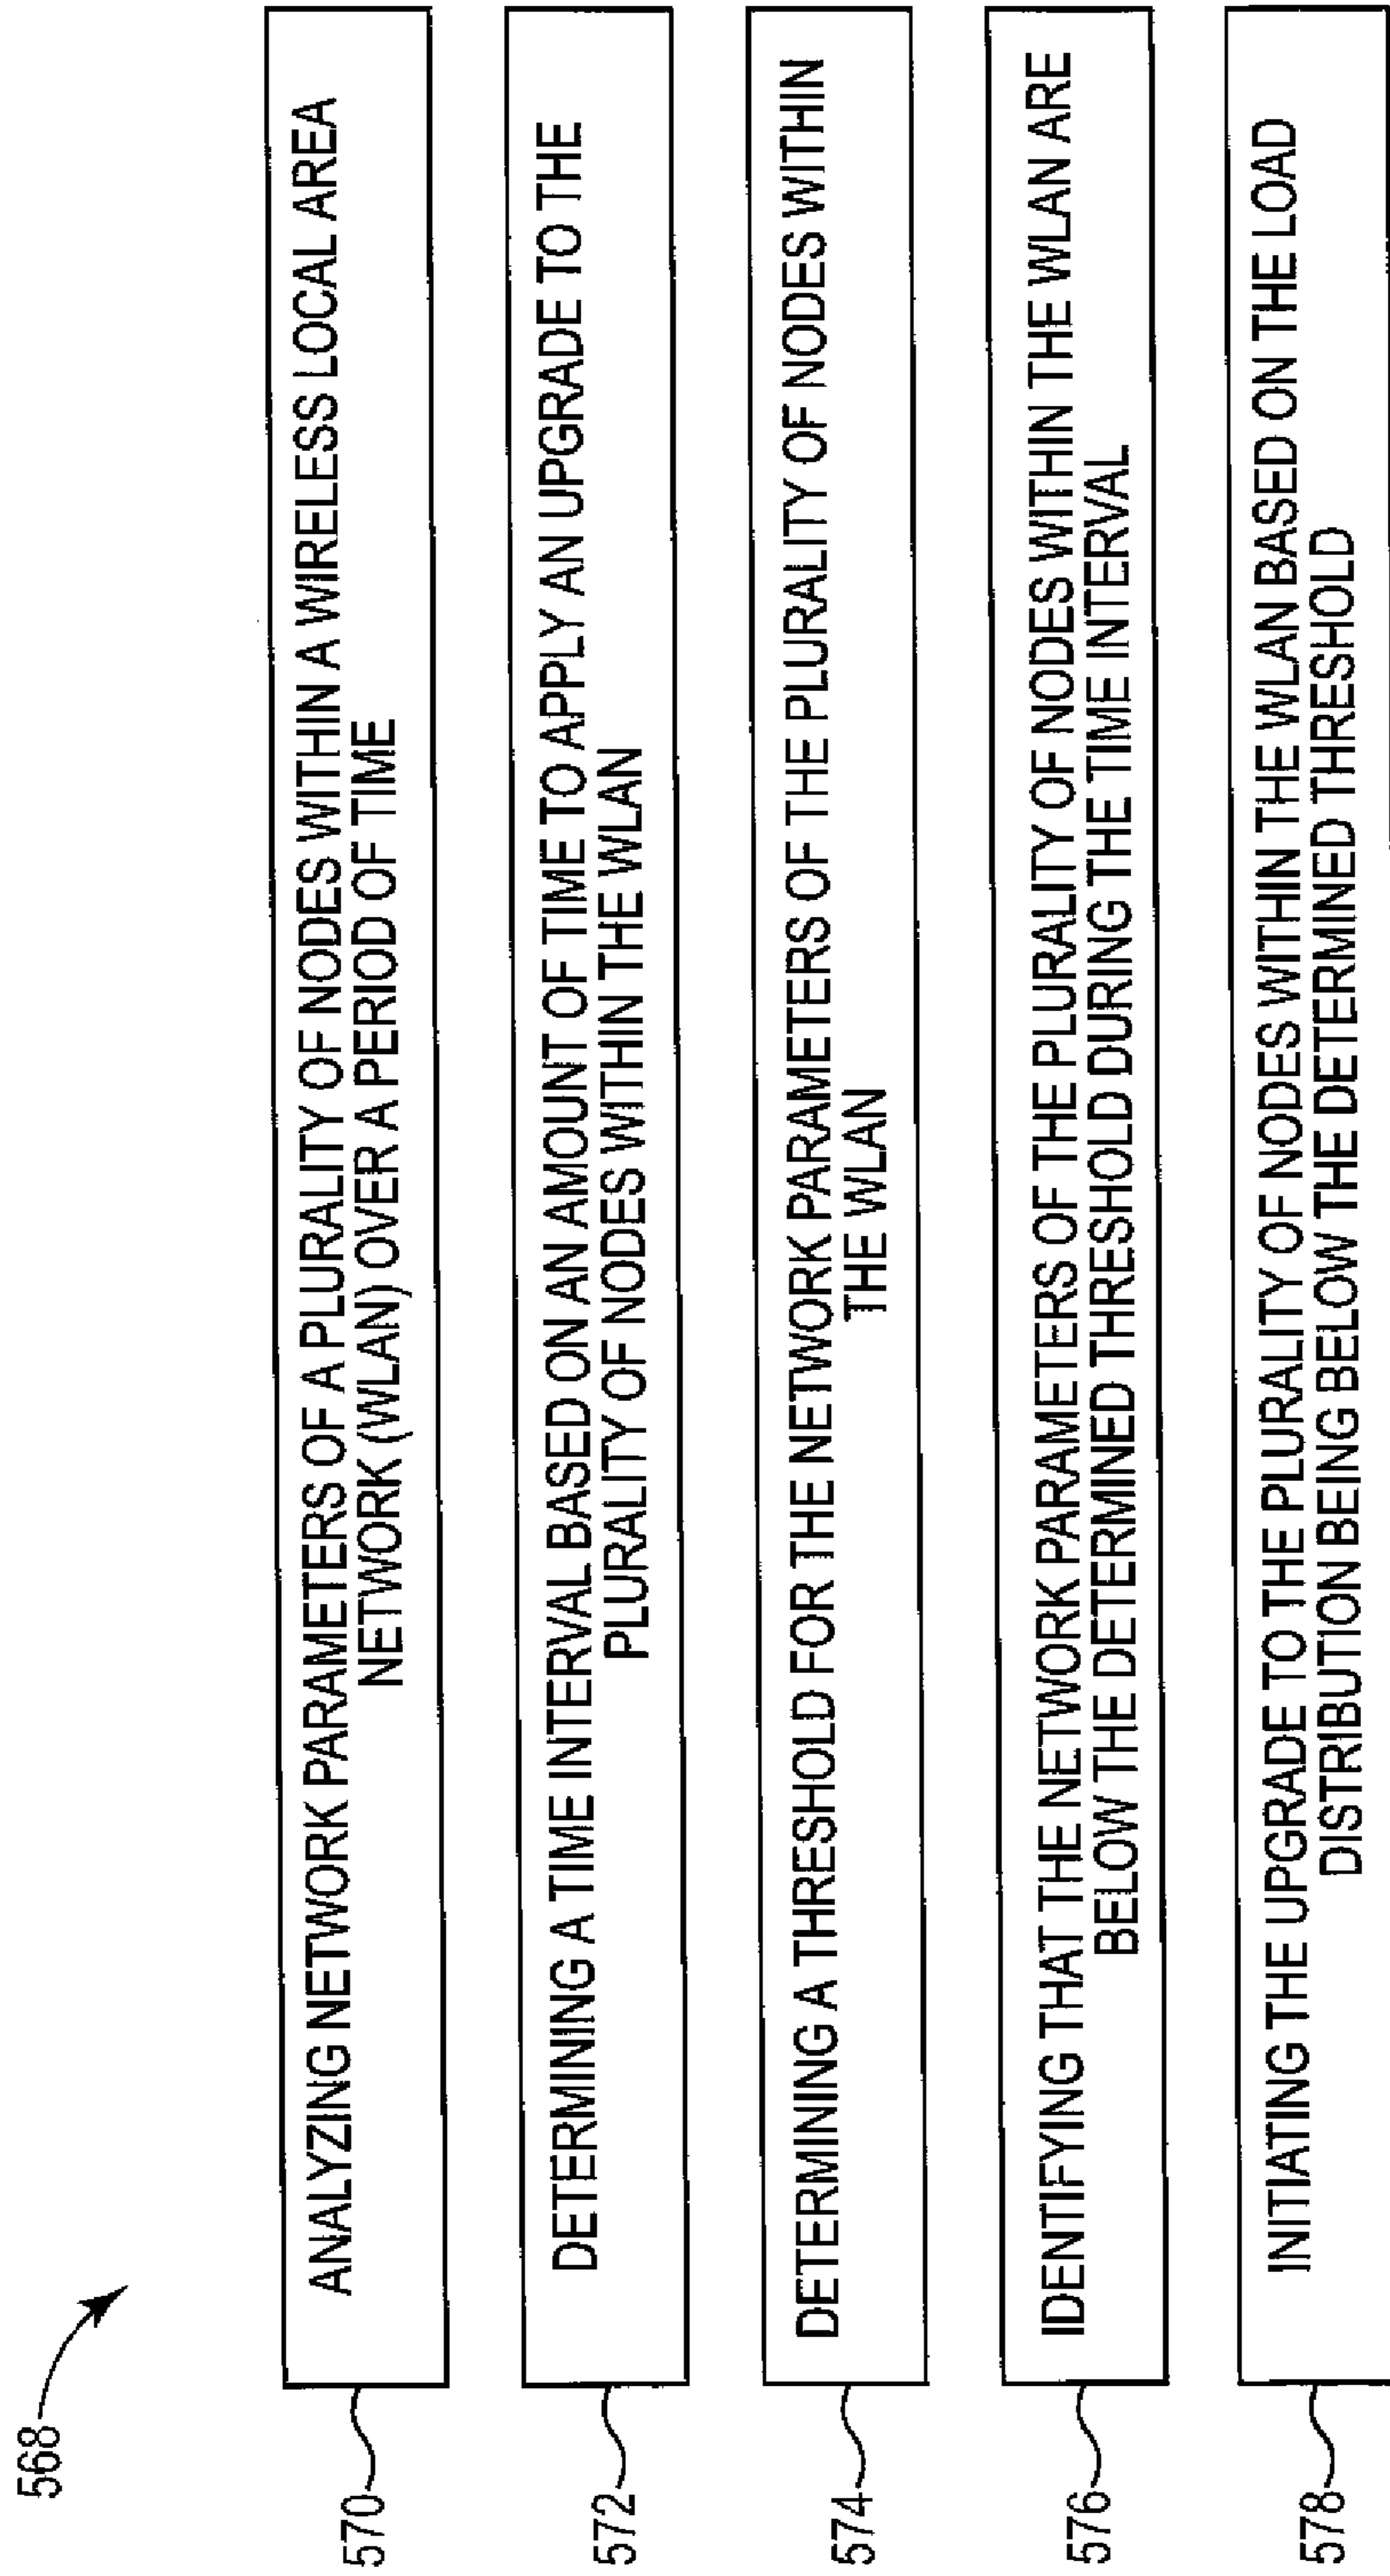 568
570
ANALYZING NETWORK PARAMETERS OF A PLURALITY OF NODES WITHIN A WIRELESS LOCAL AREA
NETWORK (WLAN) OVER A PERIOD OF TIME
572
DETERMINING A TIME INTERVAL BASED ON AN AMOUNT OF TIME TO APPLY AN UPGRADE TO THE
PLURALITY OF NODES WITHIN THE WLAN
574
DETERMINING A THRESHOLD FOR THE NETWORK PARAMETERS OF THE PLURALITY OF NODES WITHIN
THE WLAN
576
IDENTIFYING THAT THE NETWORK PARAMETERS OF THE PLURALITY OF NODES WITHIN THE WLAN ARE
BELOW THE DETERMINED THRESHOLD DURING THE TIME INTERVAL
578
INITIATING THE UPGRADE TO THE PLURALITY OF NODES WITHIN THE WLAN BASED ON THE LOAD
DISTRIBUTION BEING BELOW THE DETERMINED THRESHOLD